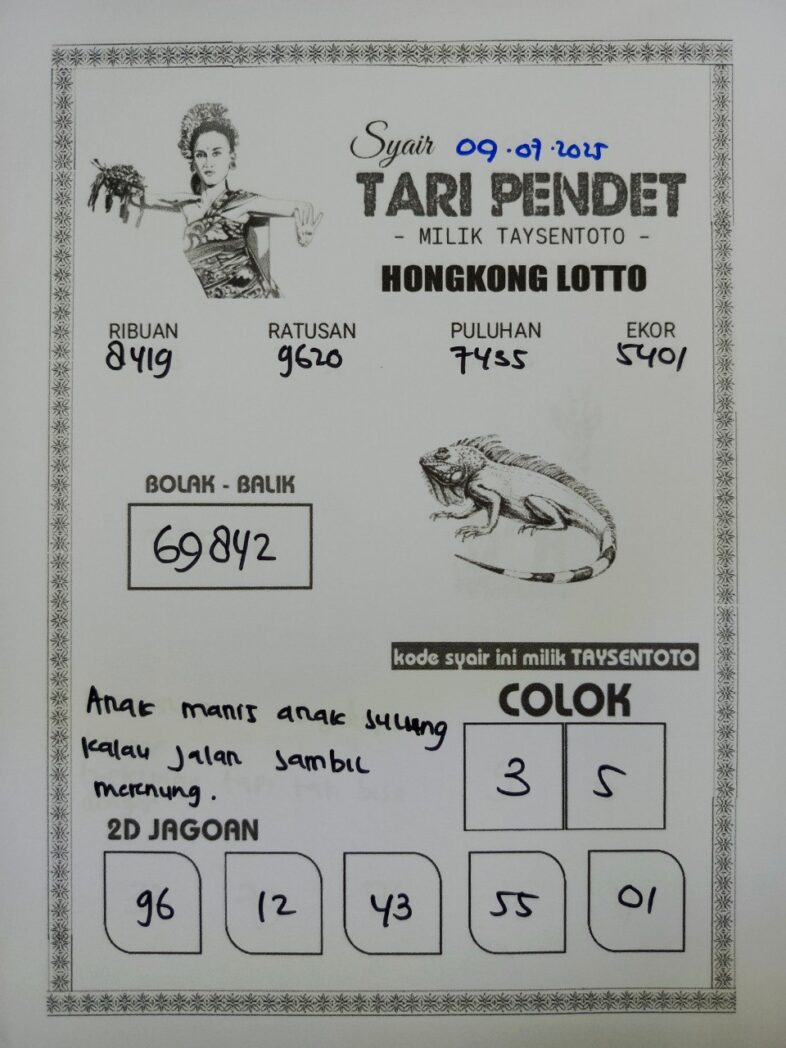 Syair 09.07.2025
TARI PENDET
- MILIK TAYSENTOTO -
HONGKONG LOTTO
RIBUAN RATUSAN PULUHAN EKOR
8419 9620 7435 5401
BOLAK - BALIK
69842
kode syair ini milik TAYSENTOTO
COLOK
3 5
Anak manis anak sulung
kalau jalan sambil
merenung.
2D JAGOAN
96 12 43 55 01